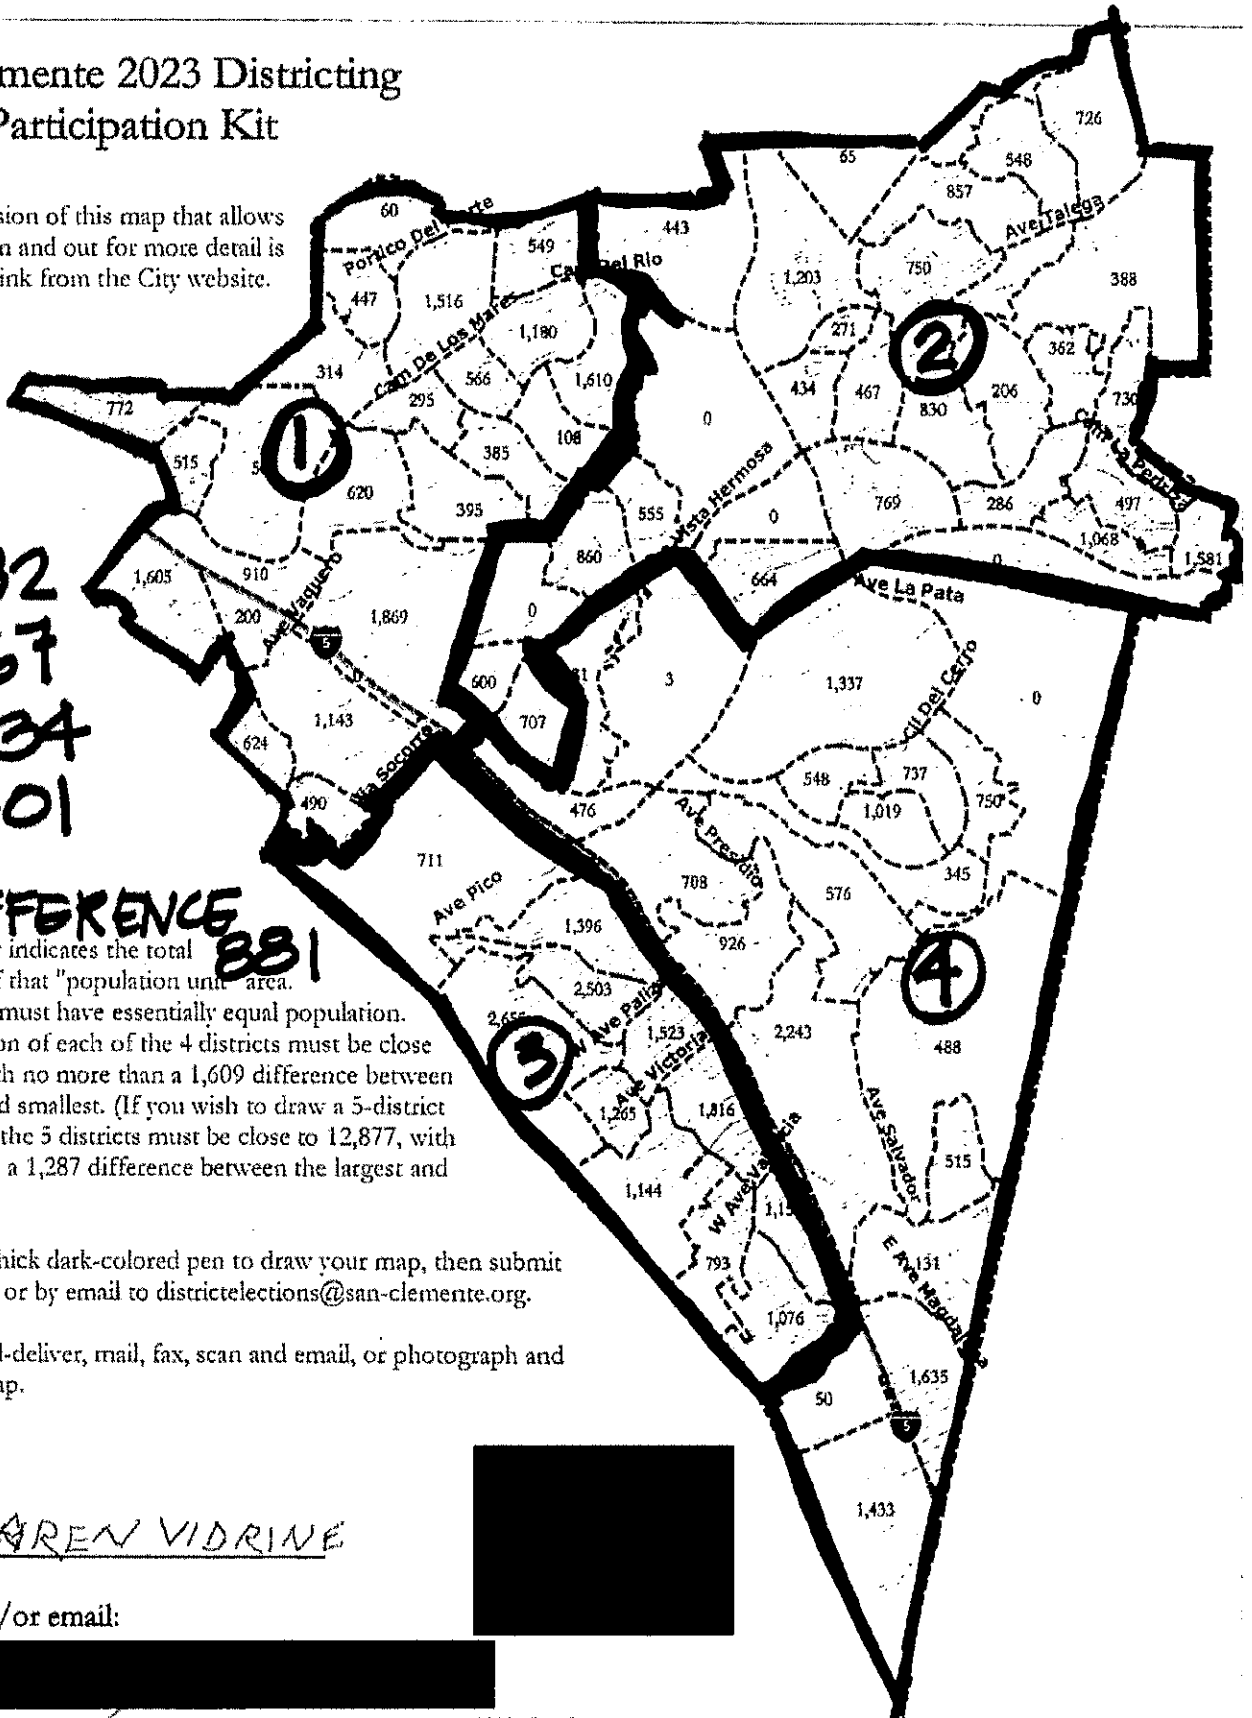 mente 2023 Districting
Participation Kit
sion of this map that allows
n and out for more detail is
ink from the City website.
32
67
34
01
FFERENCE
881
r indicates the total
f that "population unit" area.
must have essentially equal population.
on of each of the 4 districts must be close
h no more than a 1,609 difference between
d smallest. (If you wish to draw a 5-district
the 5 districts must be close to 12,877, with
a 1,287 difference between the largest and
hick dark-colored pen to draw your map, then submit
or by email to districtelections@san-clemente.org.
l-deliver, mail, fax, scan and email, or photograph and
ap.
AREN VIDRINE
/or email:
726
65
548
857
60
Portico Del Norte
549
443
Ave Talega
Cam Del Rio
750
1,203
388
447
1,516
1,180
271
2
362
314
Cam De Los Mares
566
1,610
434
467
206
730
772
295
830
108
0
1
385
Cam La Pedriza
515
620
395
555
Vista Hermosa
769
286
497
0
860
1,068
1,581
0
1,605
910
664
Ave La Pata
200
Ave Vaquero
1,869
0
5
0
600
3
1,337
0
707
1,143
Cll Del Cerro
624
548
737
490
Via Socorro
476
1,019
750
Ave Presidio
711
345
708
576
Ave Pico
1,396
926
4
2,503
W Ave Palizada
3
1,523
2,243
488
Ave Victoria
1,265
1,816
Ave Salvador
515
1,144
W Ave Valencia
793
131
E Ave Magdalena
1,076
1,635
50
5
1,433